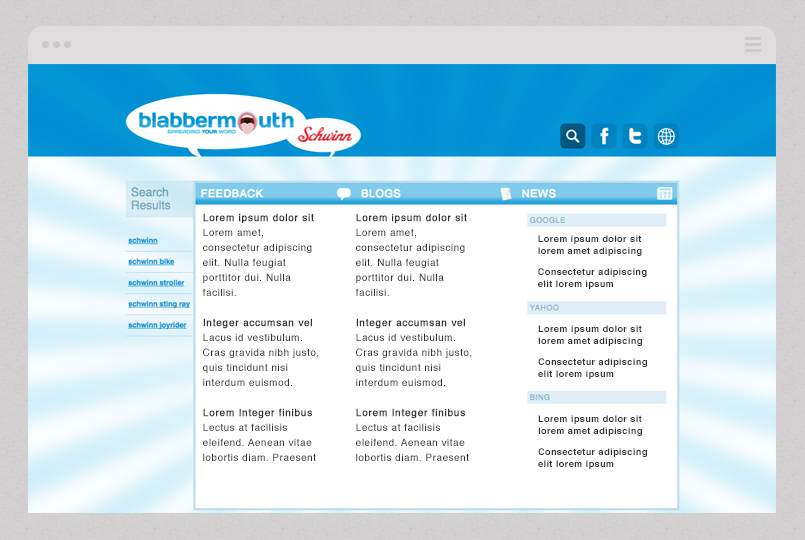 blabbermouth
SPREADING YOUR WORD
Schwinn
f
t
Search
Results
schwinn
schwinn bike
schwinn stroller
schwinn sting ray
schwinn joyrider
FEEDBACK
Lorem ipsum dolor sit
Lorem amet,
consectetur adipiscing
elit. Nulla feugiat
porttitor dui. Nulla
facilisi.
Integer accumsan vel
Lacus id vestibulum.
Cras gravida nibh justo,
quis tincidunt nisi
interdum euismod.
Lorem Integer finibus
Lectus at facilisis
eleifend. Aenean vitae
lobortis diam. Praesent
BLOGS
Lorem ipsum dolor sit
Lorem amet,
consectetur adipiscing
elit. Nulla feugiat
porttitor dui. Nulla
facilisi.
Integer accumsan vel
Lacus id vestibulum.
Cras gravida nibh justo,
quis tincidunt nisi
interdum euismod.
Lorem Integer finibus
Lectus at facilisis
eleifend. Aenean vitae
lobortis diam. Praesent
NEWS
GOOGLE
Lorem ipsum dolor sit
lorem amet adipiscing
Consectetur adipiscing
elit lorem ipsum
YAHOO
Lorem ipsum dolor sit
lorem amet adipiscing
Consectetur adipiscing
elit lorem ipsum
BING
Lorem ipsum dolor sit
lorem amet adipiscing
Consectetur adipiscing
elit lorem ipsum